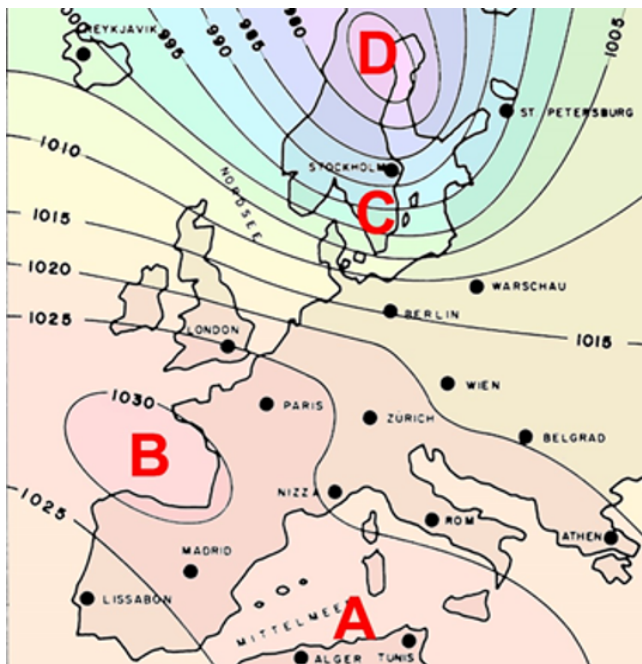 000
REYKJAVIK
995
990
985
980
D
1005
ST. PETERSBURG
STOCKHOLM
1010
NORDSEE
C
1015
1020
WARSCHAU
1025
BERLIN
LONDON
1015
1030
PARIS
WIEN
ZÜRICH
BELGRAD
B
1025
NIZZA
ROM
ATHEN
MADRID
LISSABON
MITTELMEER
A
ALGER
TUNIS